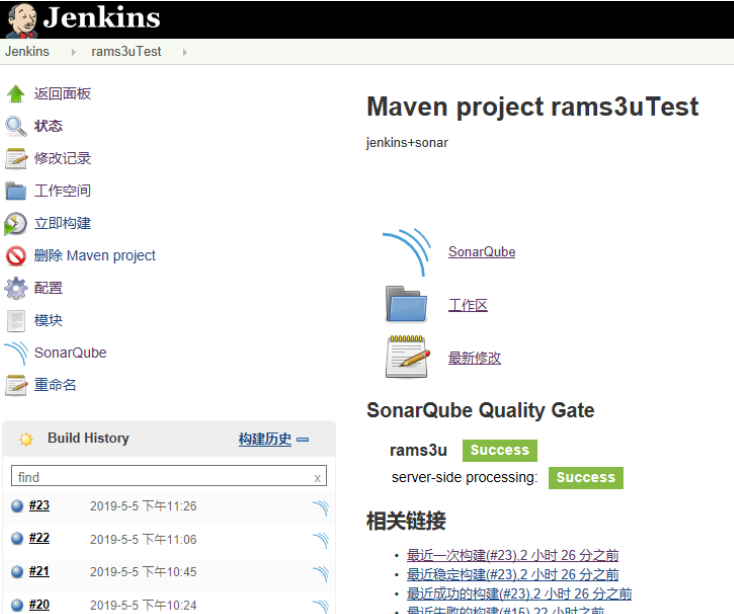 Jenkins
Jenkins
rams3uTest
返回面板
状态
修改记录
工作空间
立即构建
删除 Maven project
配置
模块
SonarQube
重命名
Build History
构建历史
find
x
#23
2019-5-5 下午11:26
#22
2019-5-5 下午11:06
#21
2019-5-5 下午10:45
#20
2019-5-5 下午10:24
Maven project rams3uTest
jenkins+sonar
SonarQube
工作区
最新修改
SonarQube Quality Gate
rams3u Success
server-side processing: Success
相关链接
最近一次构建(#23),2 小时 26 分之前
最近稳定构建(#23),2 小时 26 分之前
最近成功的构建(#23),2 小时 26 分之前
最近失败的构建(#15),22 小时之前